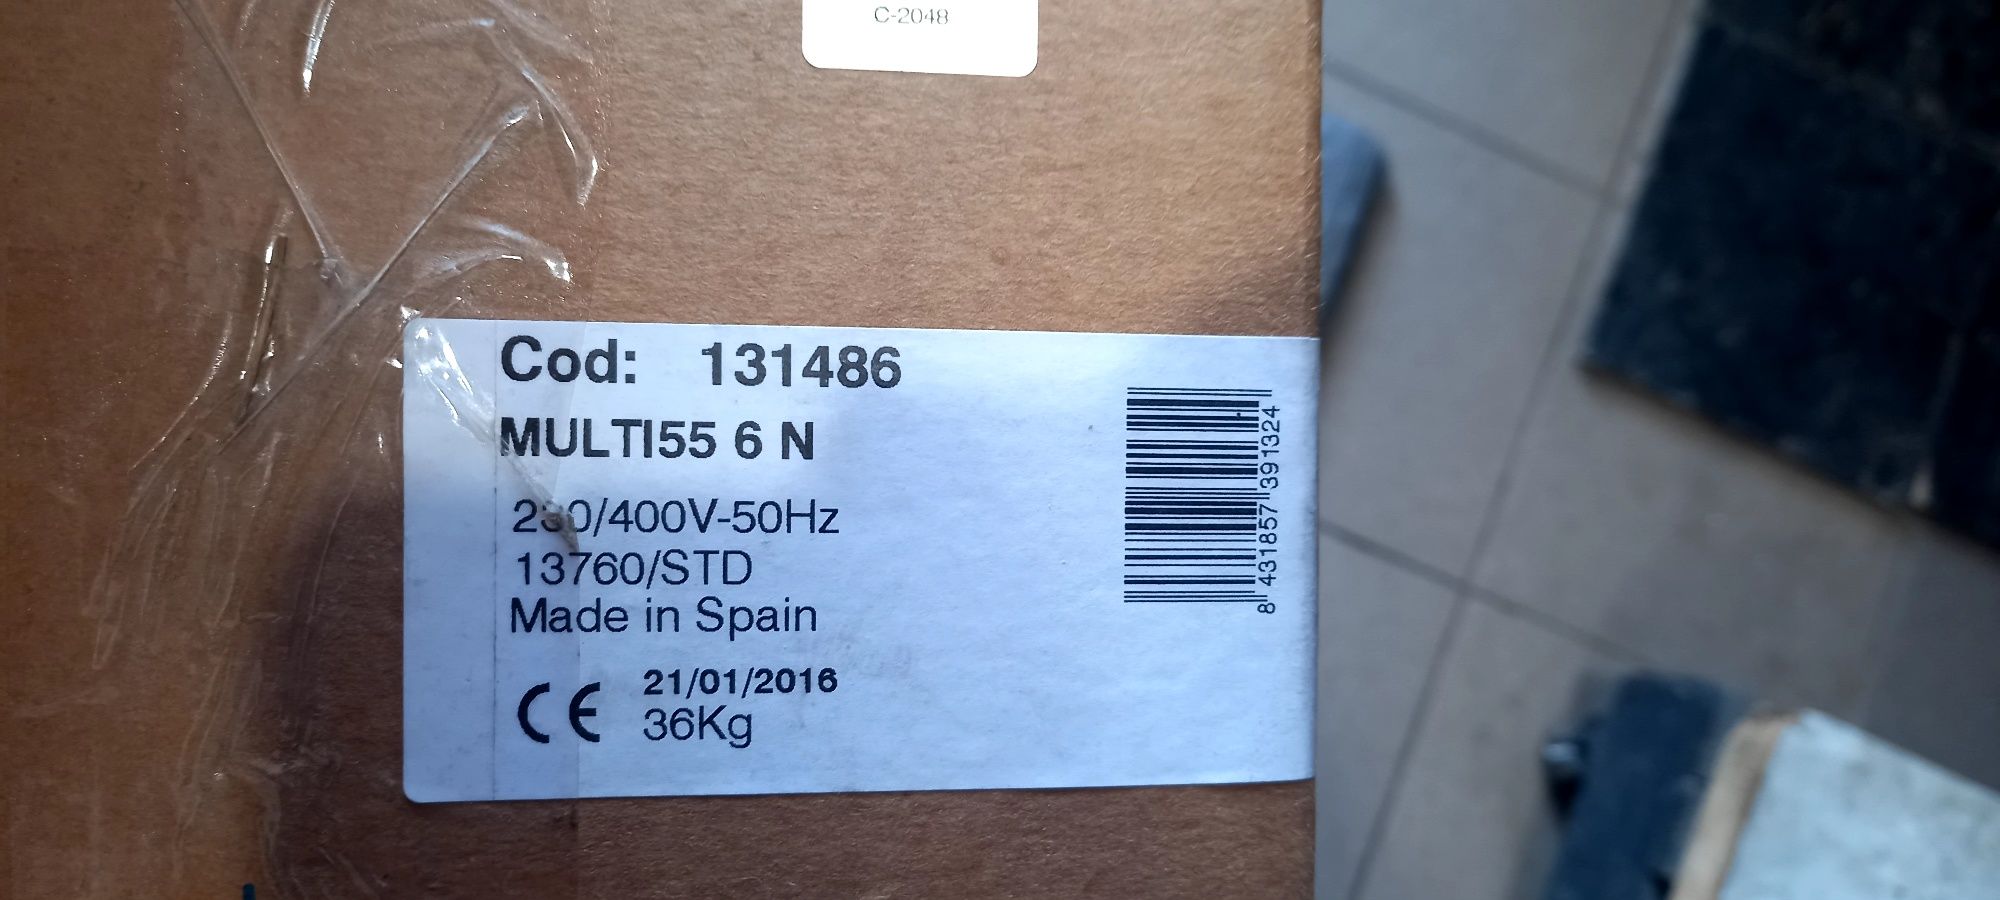 C-2048
Cod: 131486
MULTI55 6 N
230/400V-50Hz
13760/STD
Made in Spain
CE 21/01/2016
36Kg
8 431857 391324